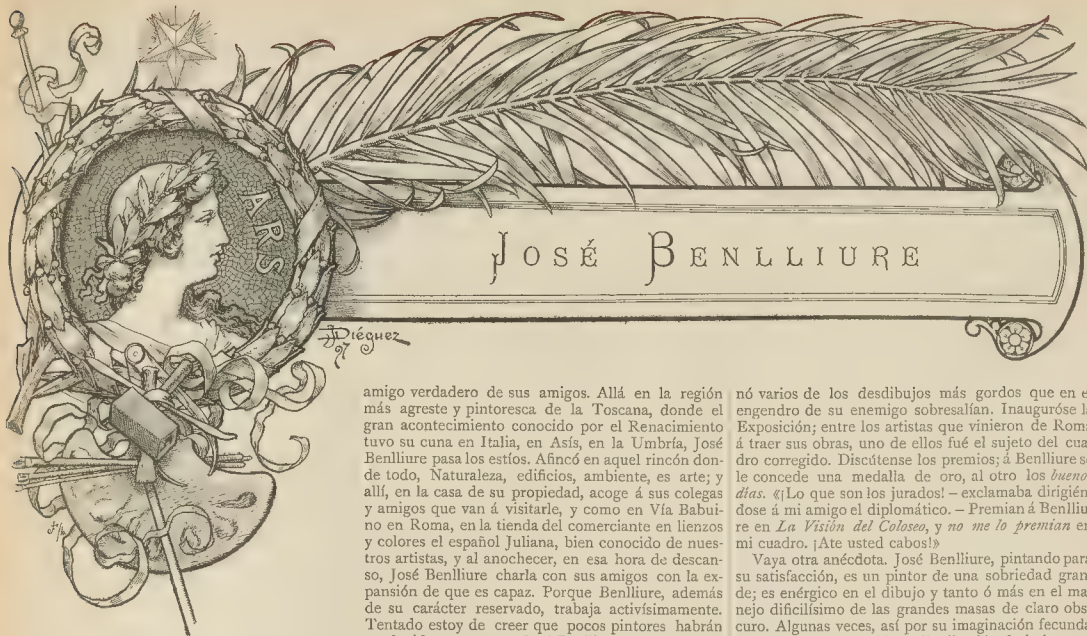 ARS
JOSÉ BENLLIURE
JDiéguez
97
amigo verdadero de sus amigos. Allá en la región
más agreste y pintoresca de la Toscana, donde el
gran acontecimiento conocido por el Renacimiento
tuvo su cuna en Italia, en Asís, en la Umbría, José
Benlliure pasa los estíos. Afincó en aquel rincón don-
de todo, Naturaleza, edificios, ambiente, es arte; y
allí, en la casa de su propiedad, acoge á sus colegas
y amigos que van á visitarle, y como en Vía Babui-
no en Roma, en la tienda del comerciante en lienzos
y colores el español Juliana, bien conocido de nues-
tros artistas, y al anochecer, en esa hora de descan-
so, José Benlliure charla con sus amigos con la ex-
pansión de que es capaz. Porque Benlliure, además
de su carácter reservado, trabaja activísimamente.
Tentado estoy de creer que pocos pintores habrán
nó varios de los desdibujos más gordos que en e
engendro de su enemigo sobresalían. Inauguróse l
Exposición; entre los artistas que vinieron de Rom
á traer sus obras, uno de ellos fué el sujeto del cua
dro corregido. Discútense los premios; á Benlliure s
le concede una medalla de oro, al otro los buen
días. «¡Lo que son los jurados! – exclamaba dirigién
dose á mi amigo el diplomático. – Premian á Benlliu
re en La Visión del Coloseo, y no me lo premian e
mi cuadro. ¡Ate usted cabos!»
Vaya otra anécdota. José Benlliure, pintando par
su satisfacción, es un pintor de una sobriedad gran
de; es enérgico en el dibujo y tanto ó más en el ma
nejo dificilísimo de las grandes masas de claro obs
curo. Algunas veces, así por su imaginación fecunda